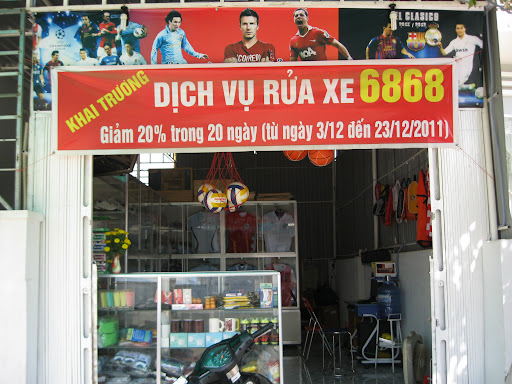 EL CLASICO
KHAI TRƯƠNG
DỊCH VỤ RỬA XE 6868
Giảm 20% trong 20 ngày (từ ngày 3/12 đến 23/12/2011)